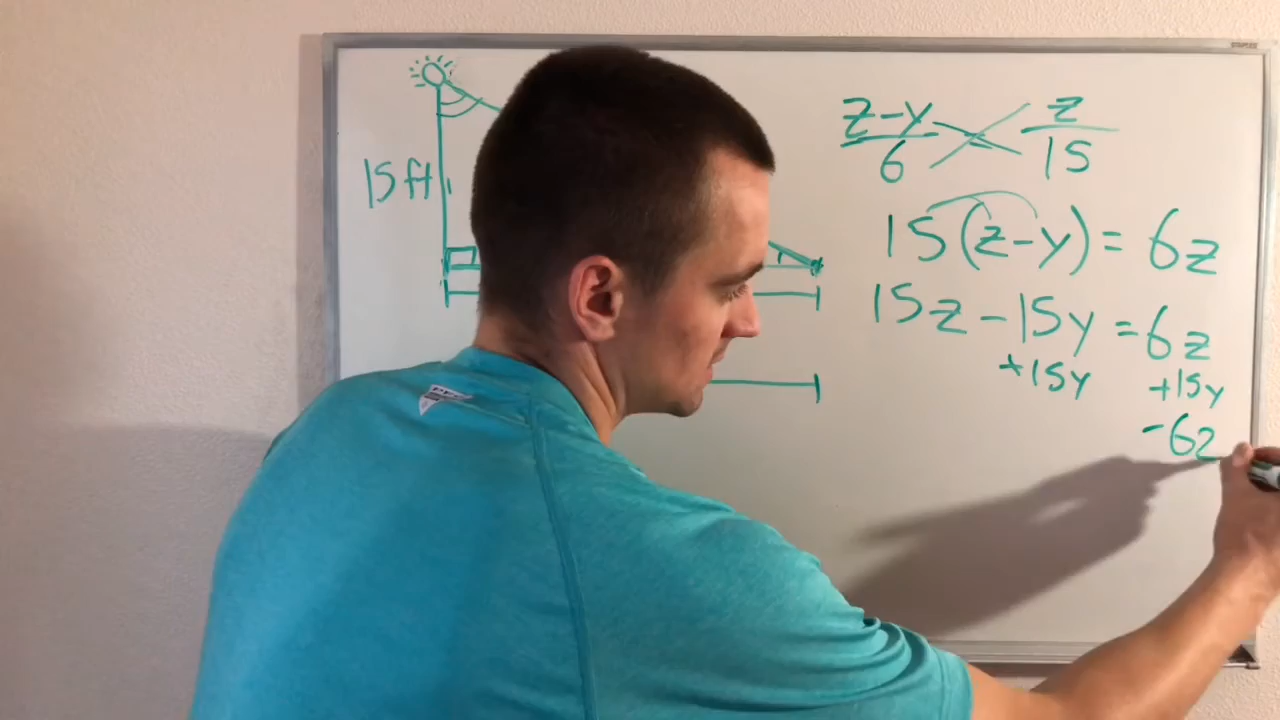 15 ft
z-y/6 z/15
15(z-y) = 6z
15z -15y = 6z
+15y +15y
-6z